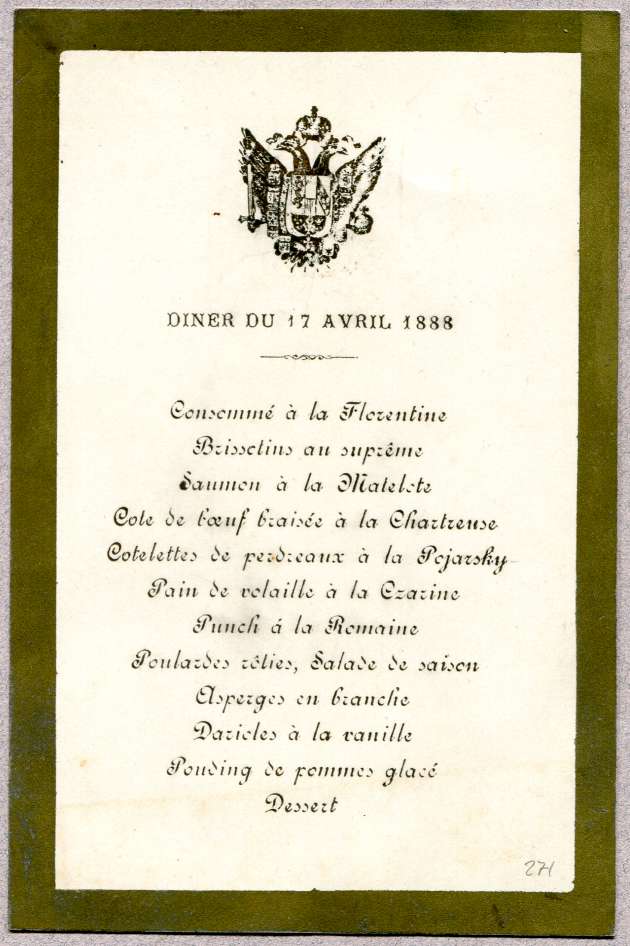 DINER DU 17 AVRIL 1888
Consommé à la Florentine
Brissotins au suprême
Saumon à la Matelote
Cote de bœuf braisée à la Chartreuse
Cotelettes de perdreaux à la Pojarsky
Pain de volaille à la Czarine
Punch á la Romaine
Poulardes rôties, Salade de saison
Asperges en branche
Darioles à la vanille
Pouding de pommes glacé
Dessert
271